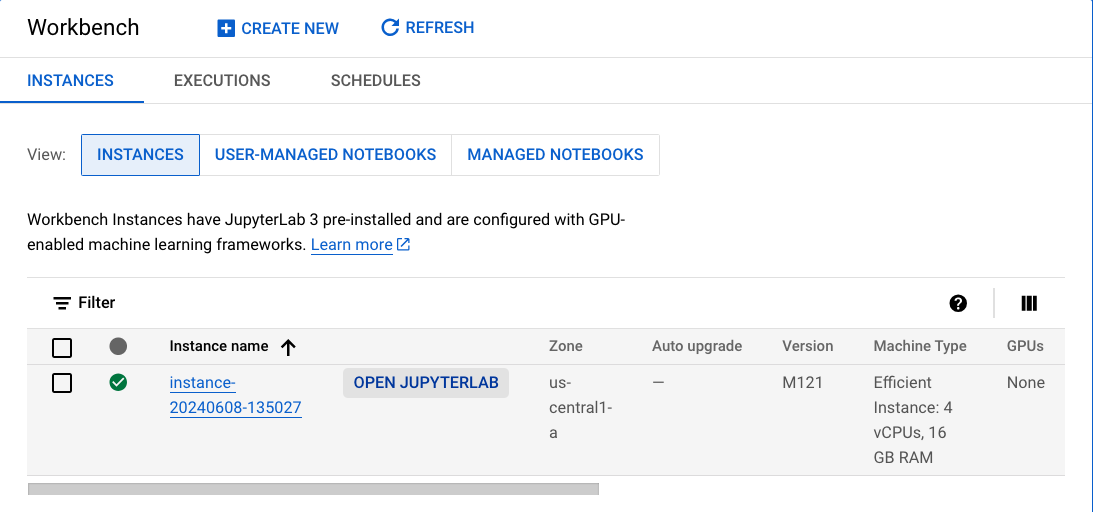 Workbench CREATE NEW REFRESH
INSTANCES EXECUTIONS SCHEDULES
View: INSTANCES USER-MANAGED NOTEBOOKS MANAGED NOTEBOOKS
Workbench Instances have JupyterLab 3 pre-installed and are configured with GPU-
enabled machine learning frameworks. Learn more
Filter
Instance name Zone Auto upgrade Version Machine Type GPUs
instance- OPEN JUPYTERLAB us- — M121 Efficient None
20240608-135027 central1- Instance: 4
a vCPUs, 16
GB RAM